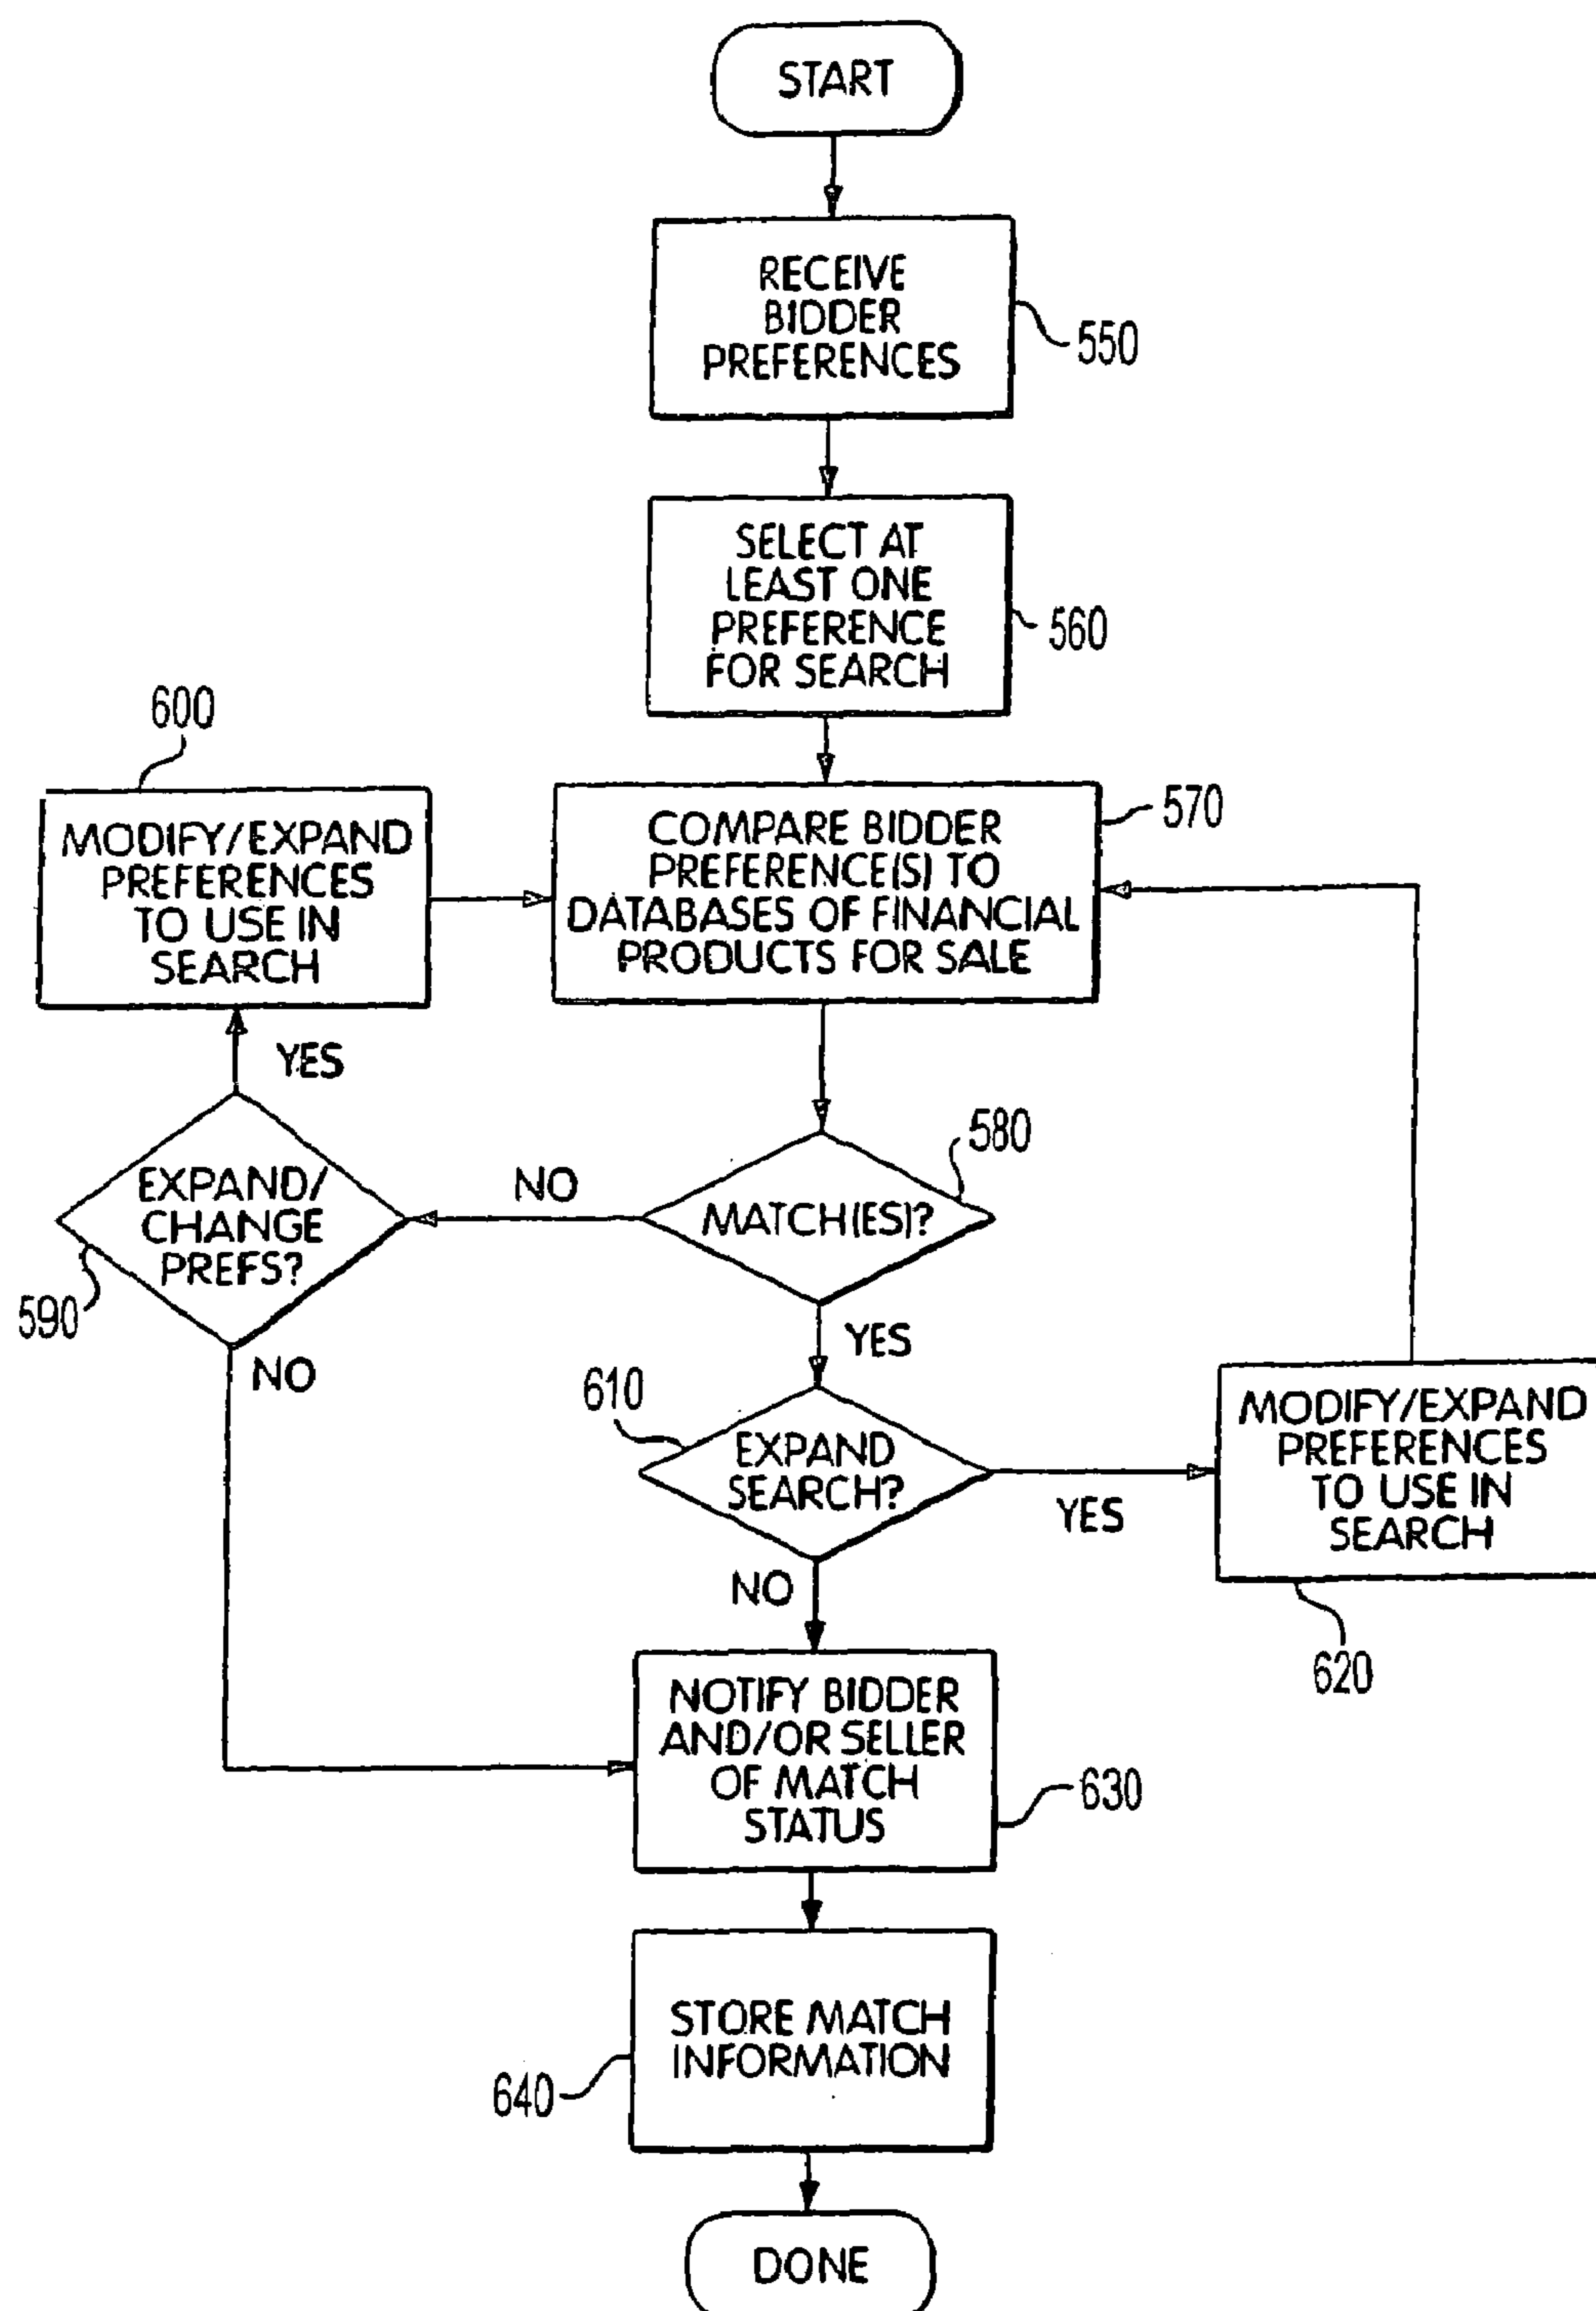 START
RECEIVE
BIDDER
PREFERENCES
550
SELECT AT
LEAST ONE
PREFERENCE
FOR SEARCH
560
600
MODIFY/EXPAND
PREFERENCES
TO USE IN
SEARCH
COMPARE BIDDER
PREFERENCE(S) TO
DATABASES OF FINANCIAL
PRODUCTS FOR SALE
570
YES
EXPAND/
CHANGE
PREFS?
590
NO
MATCH(ES)?
580
NO
YES
610
EXPAND
SEARCH?
YES
MODIFY/EXPAND
PREFERENCES
TO USE IN
SEARCH
620
NO
NOTIFY BIDDER
AND/OR SELLER
OF MATCH
STATUS
630
STORE MATCH
INFORMATION
640
DONE